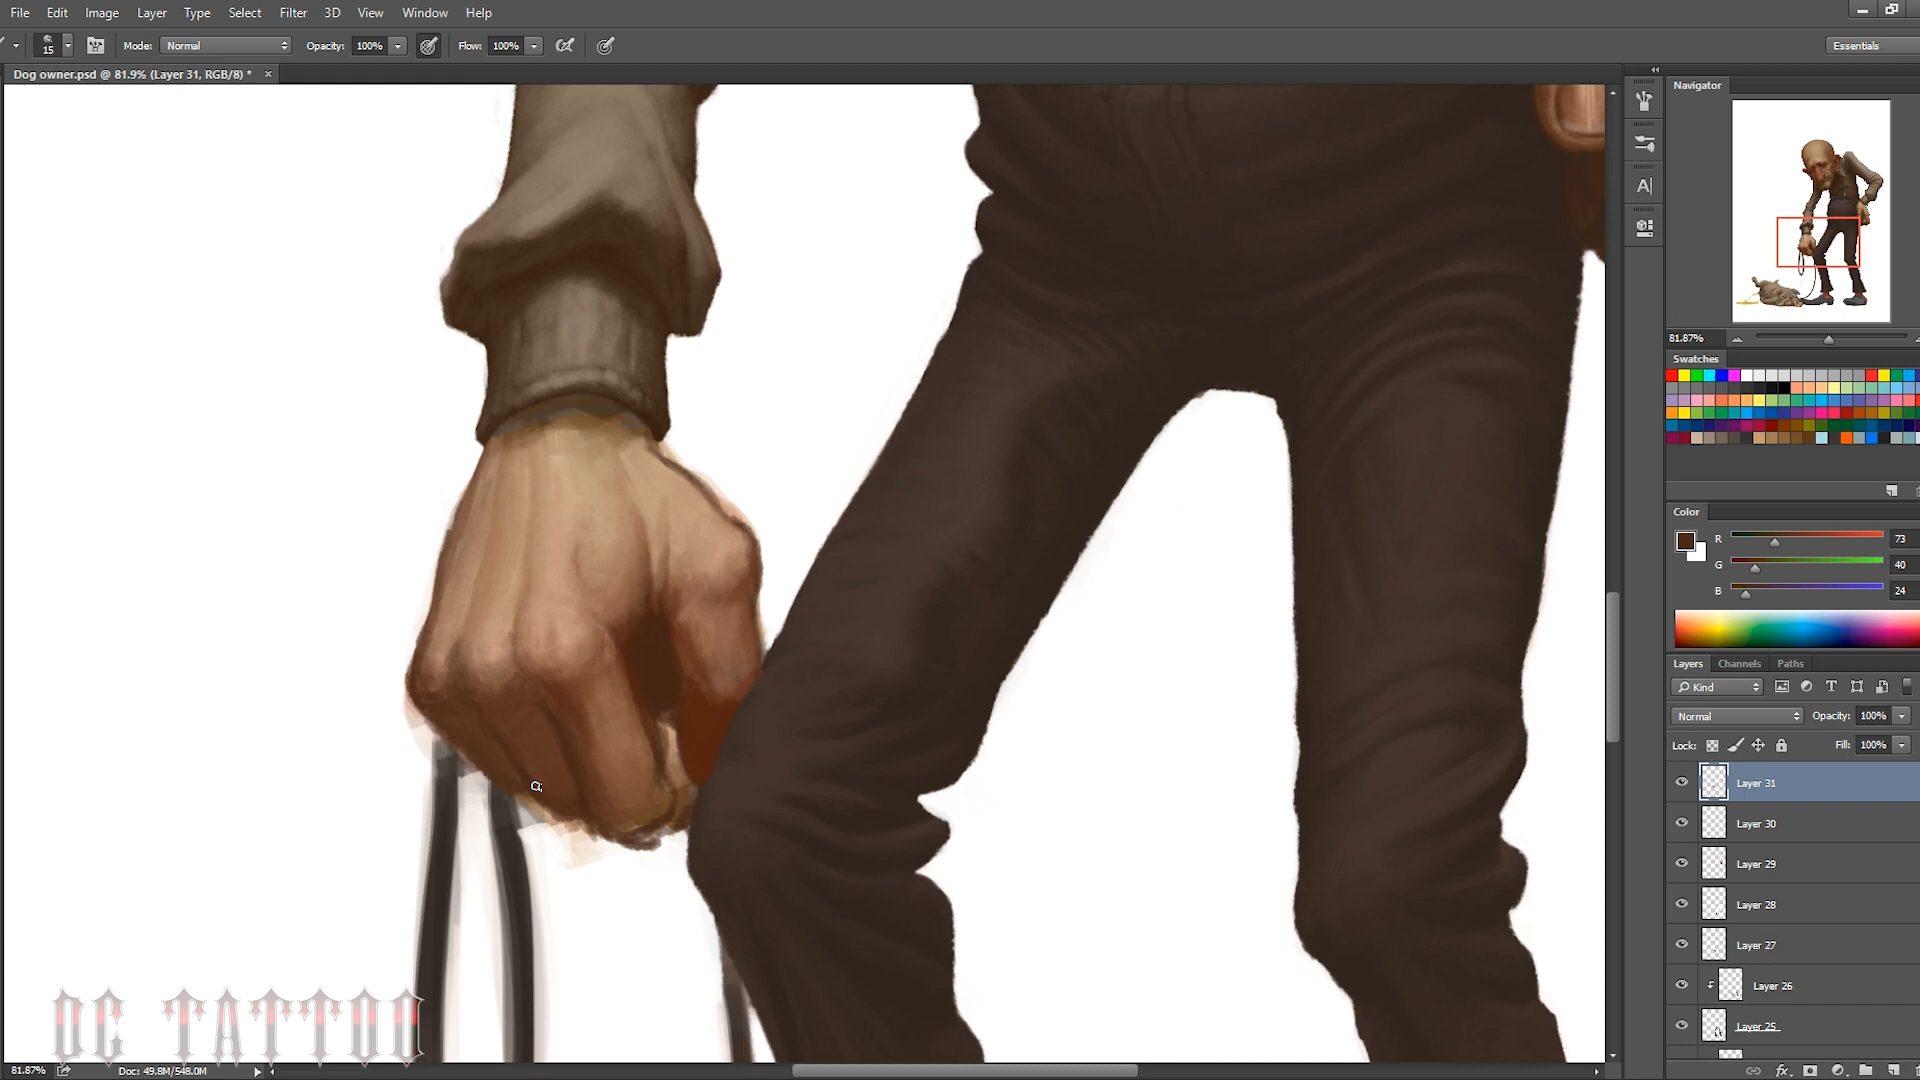 File Edit Image Layer Type Select Filter 3D View Window Help
15 Mode: Normal Opacity: 100% Flow: 100% Essentials
Dog owner.psd @ 81.9% (Layer 31, RGB/8) * ×
Navigator
81.87%
Swatches
Color
R 73
G 40
B 24
Layers Channels Paths
Kind
Normal Opacity: 100%
Lock: Fill: 100%
Layer 31
Layer 30
Layer 29
Layer 28
Layer 27
Layer 26
Layer 25
DC TATTOO
81.87% Doc: 49.8M/548.0M